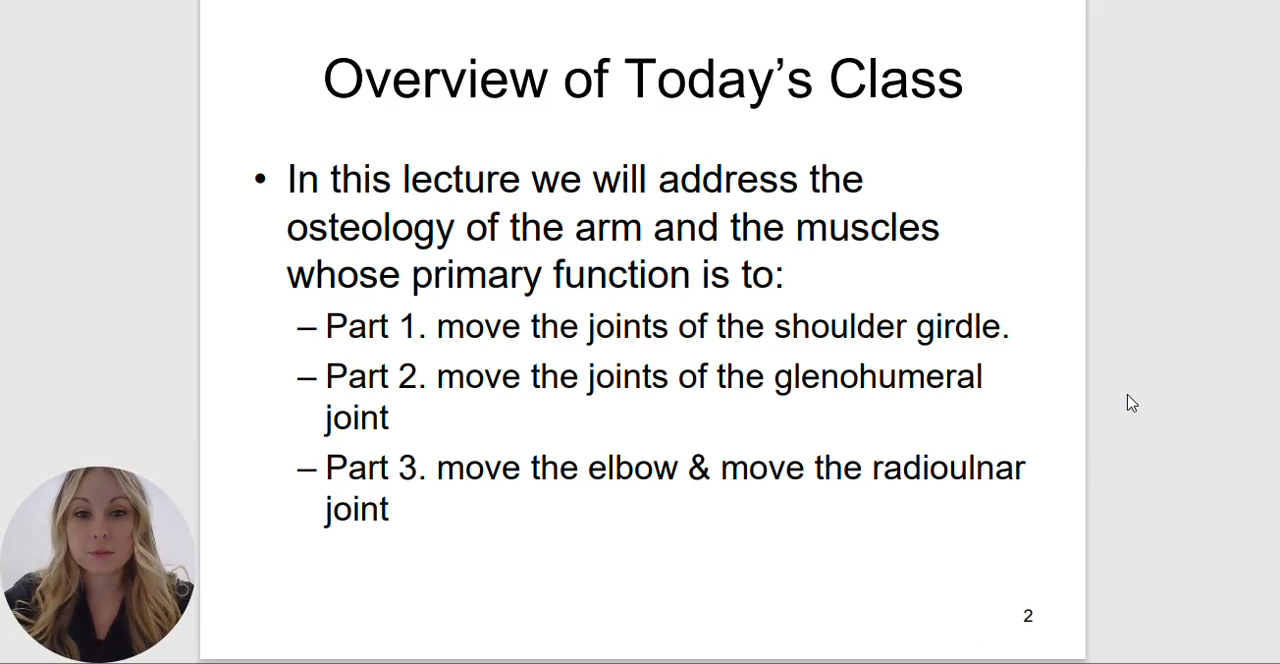 Overview of Today’s Class
• In this lecture we will address the
osteology of the arm and the muscles
whose primary function is to:
– Part 1. move the joints of the shoulder girdle.
– Part 2. move the joints of the glenohumeral
joint
– Part 3. move the elbow & move the radioulnar
joint
2